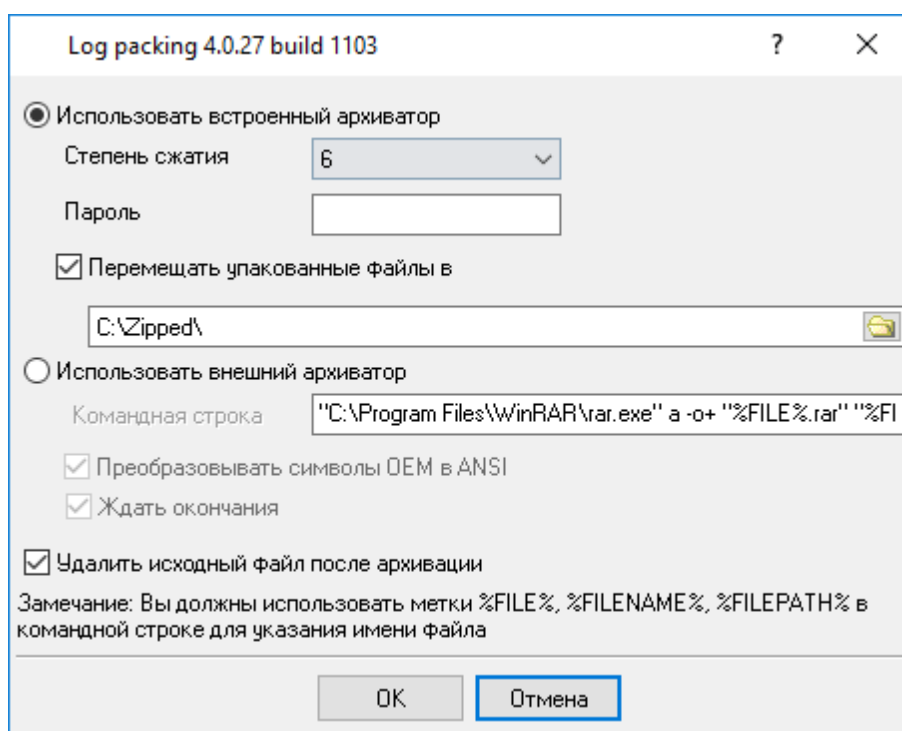 Log packing 4.0.27 build 1103
Использовать встроенный архиватор
Степень сжатия 6
Пароль
Перемещать упакованные файлы в
C:\Zipped\
Использовать внешний архиватор
Командная строка "C:\Program Files\WinRAR\rar.exe" a -o+ "%FILE%.rar" "%FI
Преобразовывать символы OEM в ANSI
Ждать окончания
Удалить исходный файл после архивации
Замечание: Вы должны использовать метки %FILE%, %FILENAME%, %FILEPATH% в
командной строке для указания имени файла
OK Отмена